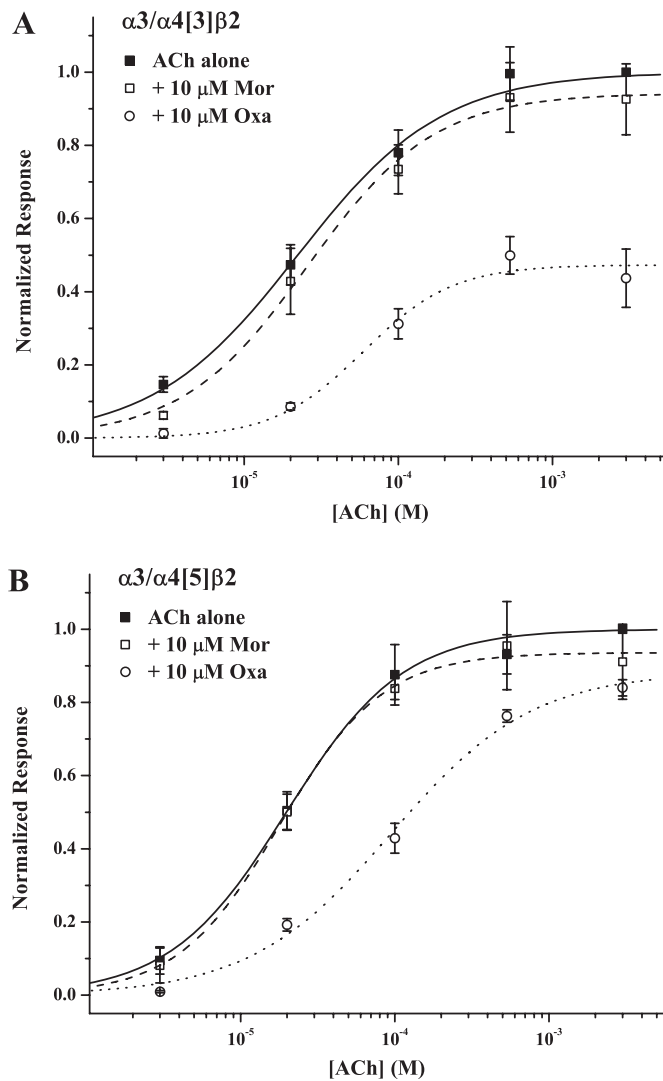 A
α3/α4[3]β2
ACh alone
+ 10 μM Mor
+ 10 μM Oxa
1.0
0.8
0.6
0.4
0.2
0.0
Normalized Response
10⁻⁵
10⁻⁴
10⁻³
[ACh] (M)
B
α3/α4[5]β2
ACh alone
+ 10 μM Mor
+ 10 μM Oxa
1.0
0.8
0.6
0.4
0.2
0.0
Normalized Response
10⁻⁵
10⁻⁴
10⁻³
[ACh] (M)